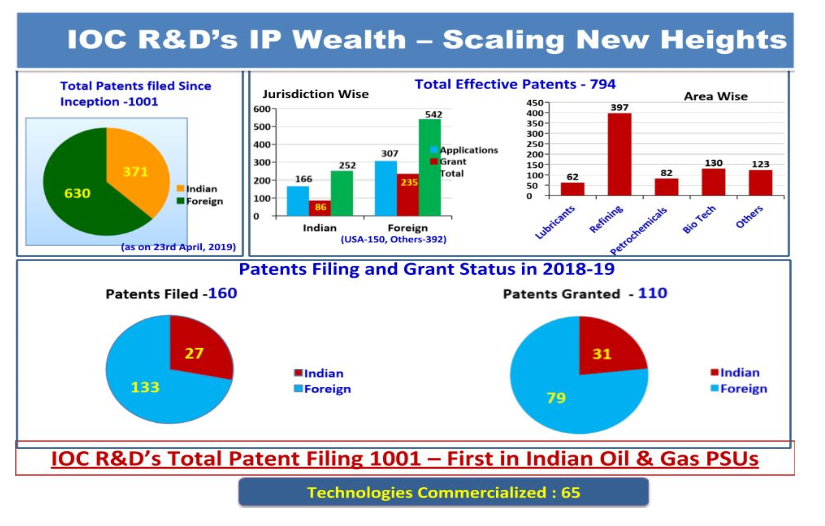 IOC R&D's IP Wealth – Scaling New Heights
Total Patents filed Since
Inception -1001
371
630
Indian
Foreign
(as on 23rd April, 2019)
Total Effective Patents - 794
Jurisdiction Wise
600
500
400
300
200
100
0
166
86
252
307
235
542
Indian
Foreign
Applications
Grant
Total
(USA-150, Others-392)
Area Wise
450
400
350
300
250
200
150
100
50
0
62
397
82
130
123
Lubricants
Refining
Petrochemicals
Bio Tech
Others
Patents Filing and Grant Status in 2018-19
Patents Filed -160
27
133
Indian
Foreign
Patents Granted - 110
31
79
Indian
Foreign
IOC R&D's Total Patent Filing 1001 – First in Indian Oil & Gas PSUs
Technologies Commercialized : 65